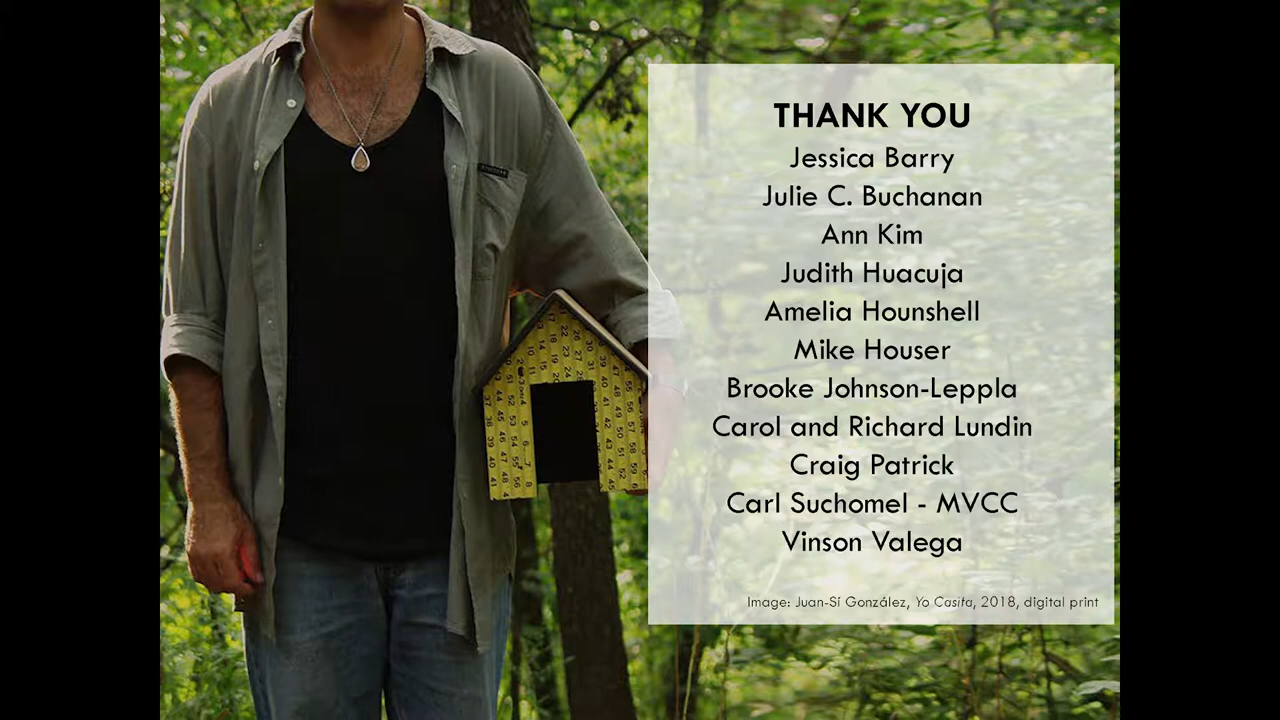 THANK YOU
Jessica Barry
Julie C. Buchanan
Ann Kim
Judith Huacuja
Amelia Hounshell
Mike Houser
Brooke Johnson-Leppla
Carol and Richard Lundin
Craig Patrick
Carl Suchomel - MVCC
Vinson Valega
Image: Juan-Sí González, Yo Casita, 2018, digital print